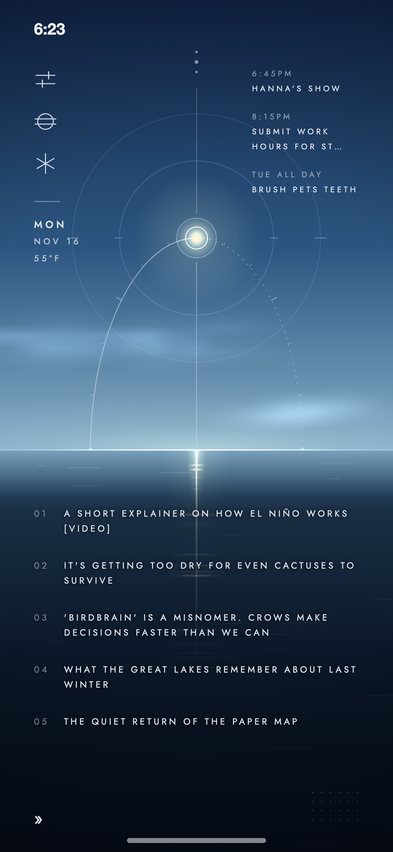 6:23
6:45PM
HANNA'S SHOW
8:15PM
SUBMIT WORK
HOURS FOR ST...
TUE ALL DAY
BRUSH PETS TEETH
MON
NOV 16
55°F
01 A SHORT EXPLAINER ON HOW EL NIÑO WORKS
[VIDEO]
02 IT'S GETTING TOO DRY FOR EVEN CACTUSES TO
SURVIVE
03 'BIRDBRAIN' IS A MISNOMER. CROWS MAKE
DECISIONS FASTER THAN WE CAN
04 WHAT THE GREAT LAKES REMEMBER ABOUT LAST
WINTER
05 THE QUIET RETURN OF THE PAPER MAP